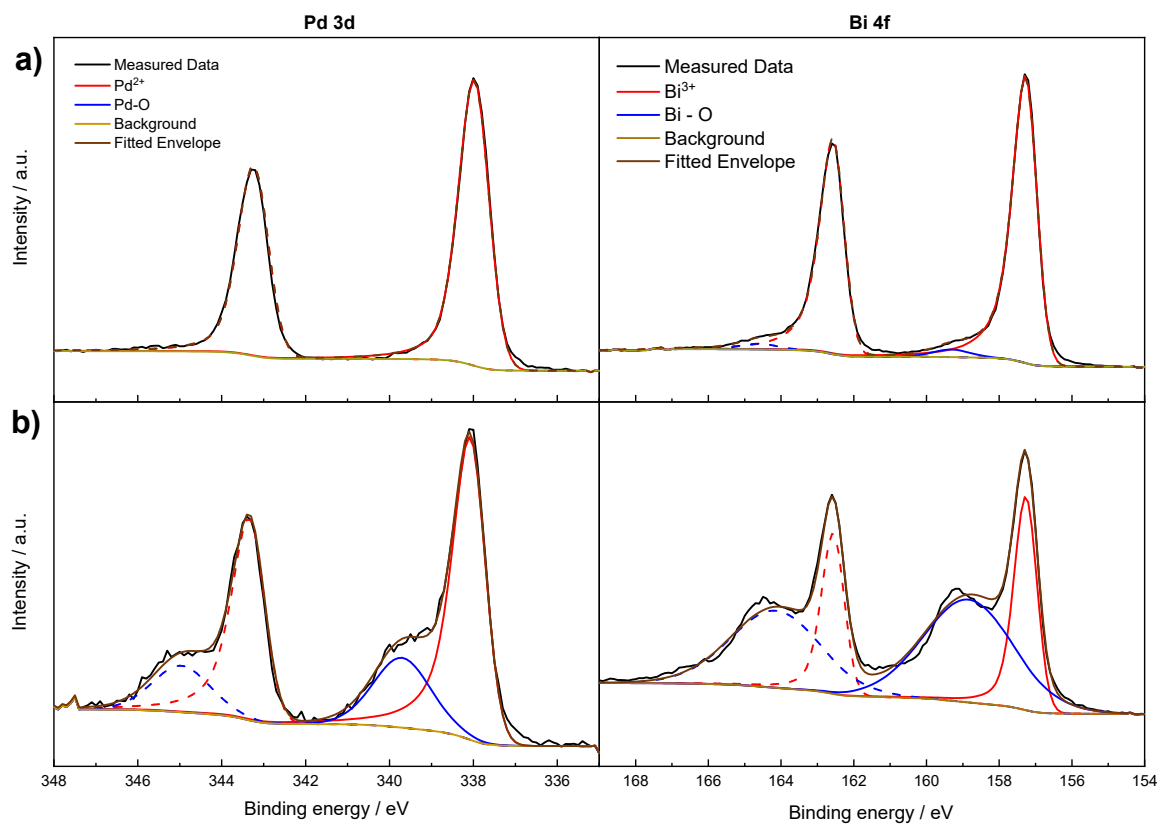 Pd 3d
Bi 4f
a)
Measured Data
Pd²⁺
Pd-O
Background
Fitted Envelope
Measured Data
Bi³⁺
Bi - O
Background
Fitted Envelope
Intensity / a.u.
b)
Intensity / a.u.
348 346 344 342 340 338 336
168 166 164 162 160 158 156 154
Binding energy / eV
Binding energy / eV